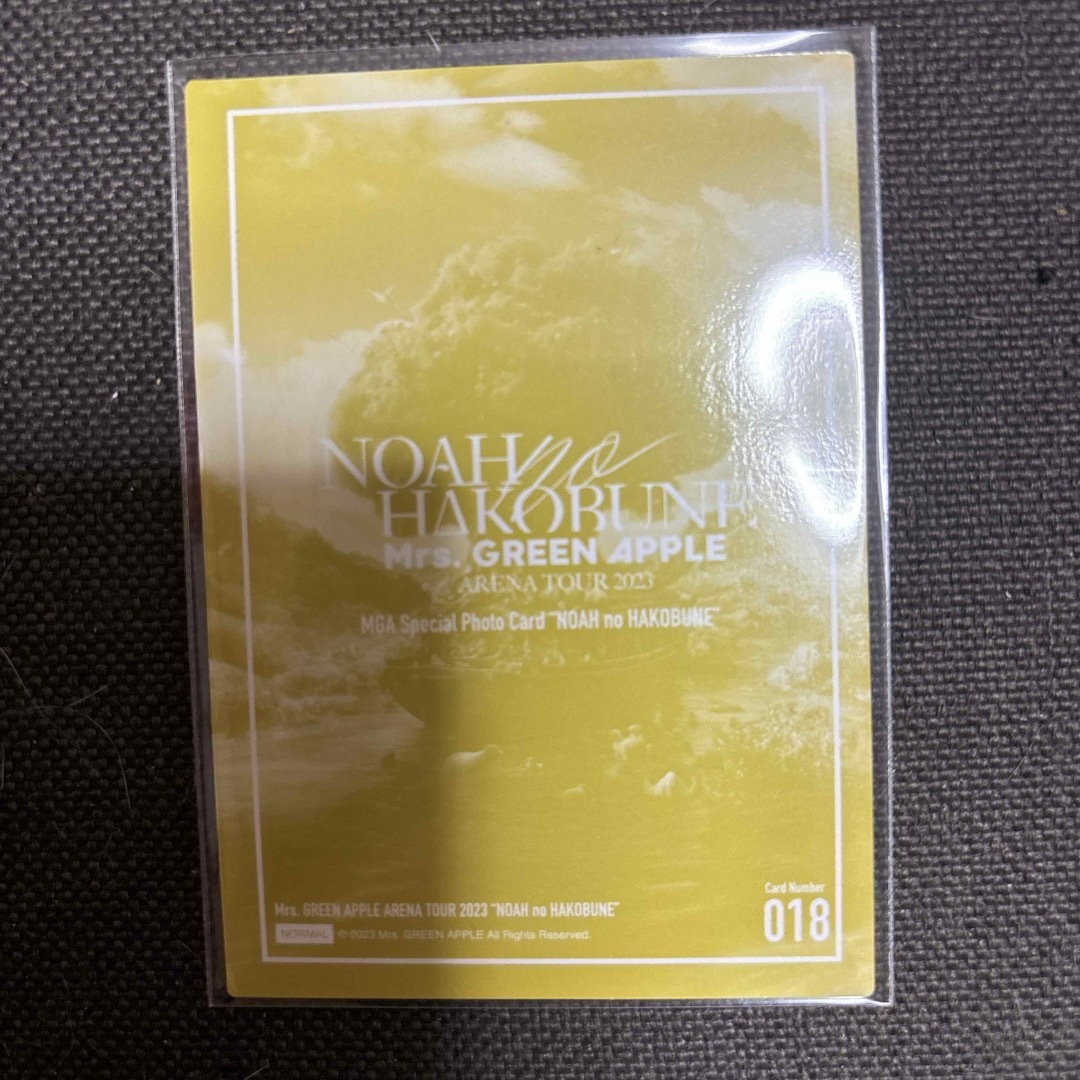 NOAH no
HAKOBUNE
Mrs. GREEN APPLE
ARENA TOUR 2023
MGA Special Photo Card "NOAH no HAKOBUNE"
Card Number
018
Mrs. GREEN APPLE ARENA TOUR 2023 "NOAH no HAKOBUNE"
NORMAL © 2023 Mrs. GREEN APPLE All Rights Reserved.